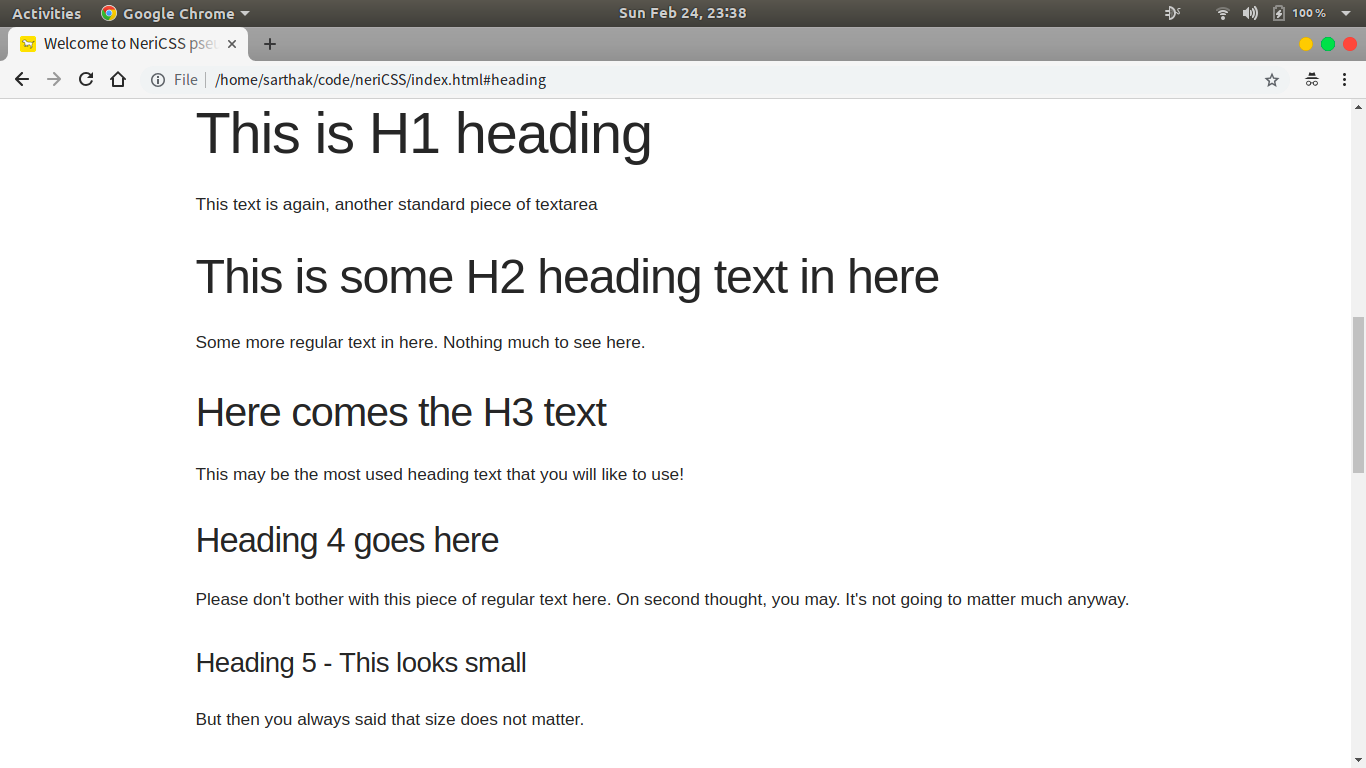 Activities Google Chrome Sun Feb 24, 23:38 100 %
Welcome to NeriCSS pseu
File /home/sarthak/code/neriCSS/index.html#heading
This is H1 heading
This text is again, another standard piece of textarea
This is some H2 heading text in here
Some more regular text in here. Nothing much to see here.
Here comes the H3 text
This may be the most used heading text that you will like to use!
Heading 4 goes here
Please don't bother with this piece of regular text here. On second thought, you may. It's not going to matter much anyway.
Heading 5 - This looks small
But then you always said that size does not matter.